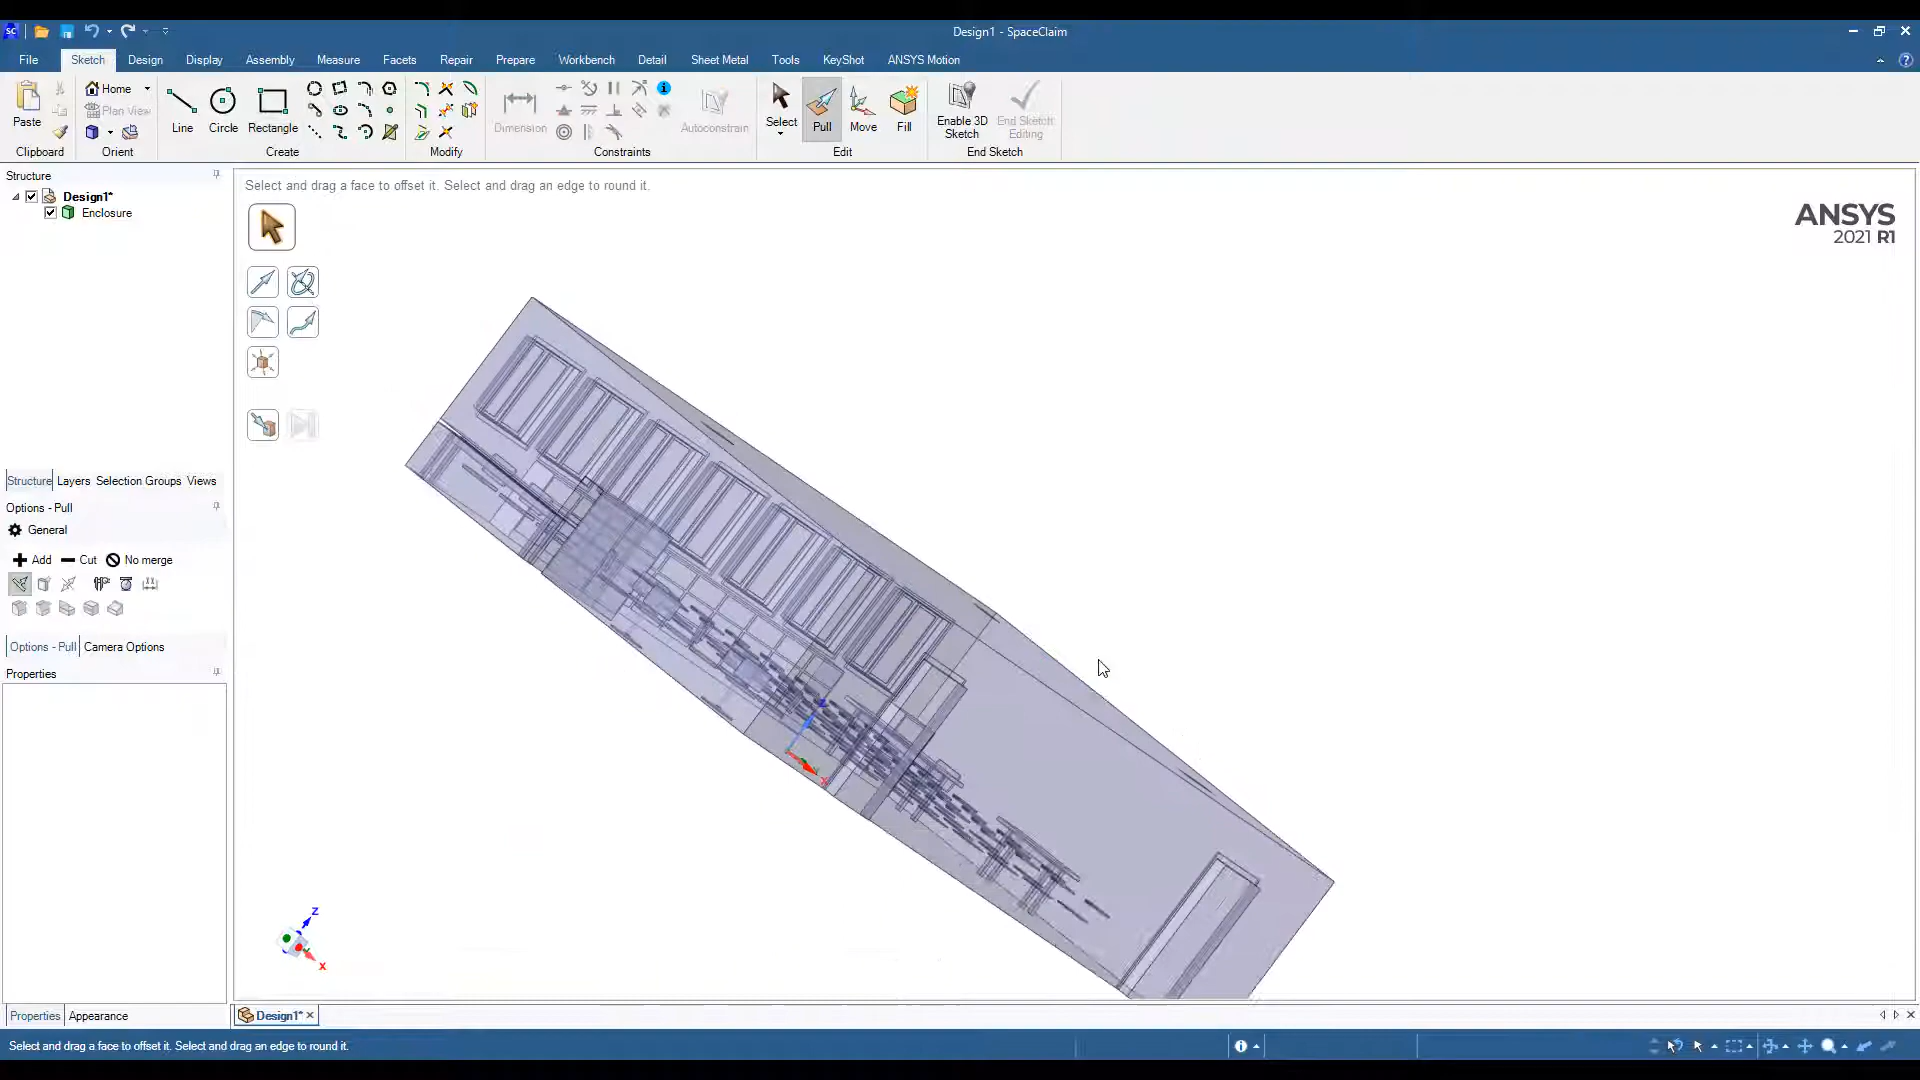 SC
Design1 - SpaceClaim
File Sketch Design Display Assembly Measure Facets Repair Prepare Workbench Detail Sheet Metal Tools KeyShot ANSYS Motion
Paste
Home
Plan View
Line Circle Rectangle
Dimension
Autoconstrain
Select Pull Move Fill
Enable 3D Sketch
End Sketch Editing
Clipboard Orient Create Modify Constraints Edit End Sketch
Structure
Design1*
Enclosure
Select and drag a face to offset it. Select and drag an edge to round it.
ANSYS
2021 R1
Structure Layers Selection Groups Views
Options - Pull
General
Add Cut No merge
Options - Pull Camera Options
Properties
Z
X
Z
X
Properties Appearance
Design1*
Select and drag a face to offset it. Select and drag an edge to round it.